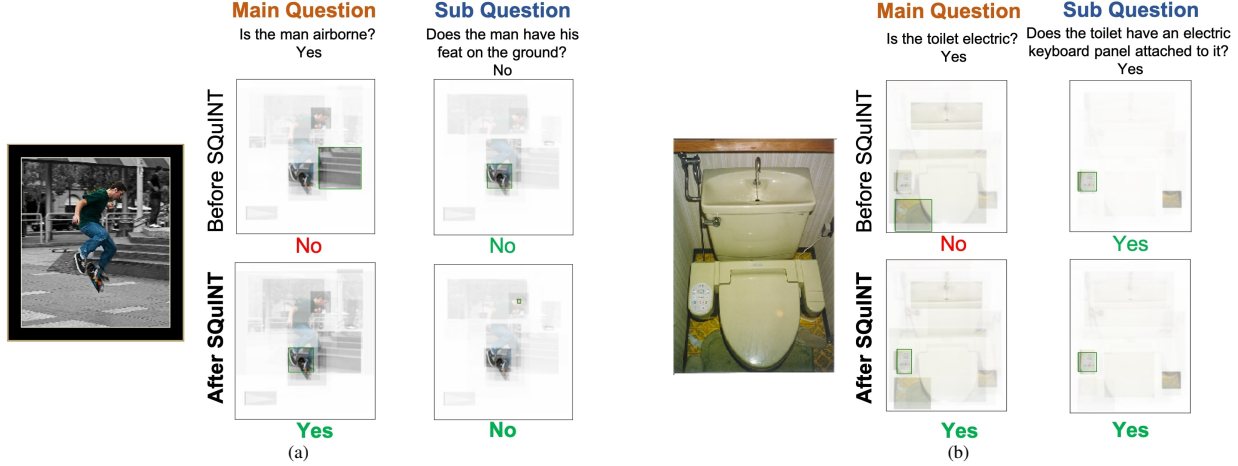 Main Question
Sub Question
Is the man airborne?
Yes
Does the man have his
feat on the ground?
No
Before SQuINT
No
No
After SQuINT
Yes
No
(a)
Main Question
Sub Question
Is the toilet electric?
Yes
Does the toilet have an electric
keyboard panel attached to it?
Yes
Before SQuINT
No
Yes
After SQuINT
Yes
Yes
(b)